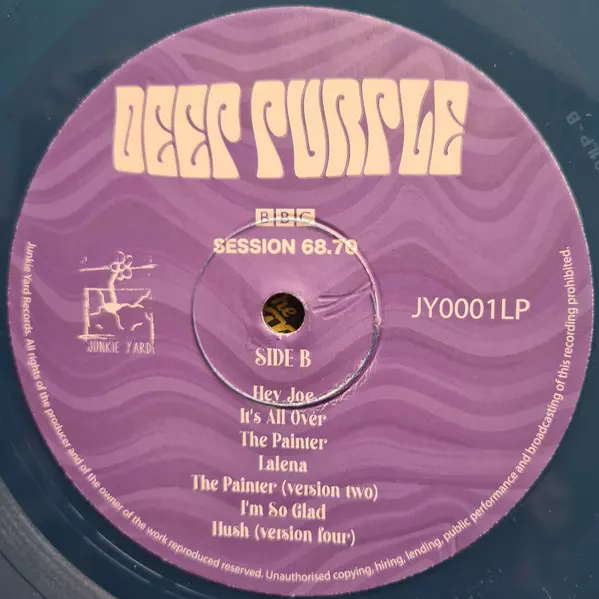 DEEP PURPLE
BBC
SESSION 68.70
JUNKIE YARD
JY0001LP
SIDE B
Hey Joe
It's All Over
The Painter
Lalena
The Painter (version two)
I'm So Glad
Hush (version four)
Junkie Yard Records. All rights of the producer and of the owner of the work reproduced reserved. Unauthorised copying, hiring, lending, public performance and broadcasting of this recording prohibited.
1LP-B